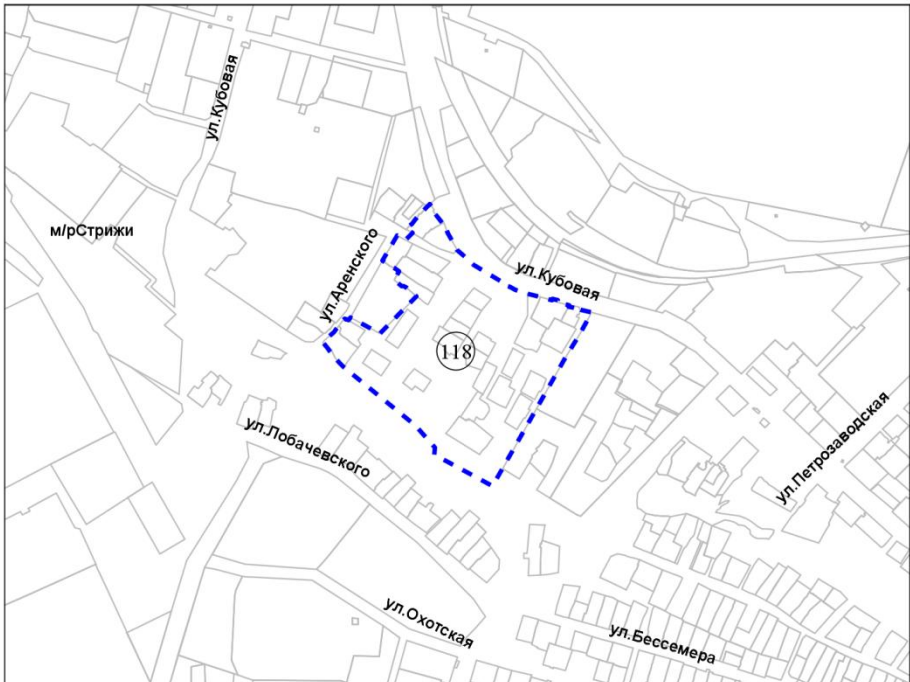 ул.Кубовая
м/рСтрижи
ул.Аренского
ул.Кубовая
118
ул.Лобачевского
ул.Петрозаводская
ул.Охотская
ул.Бессемера